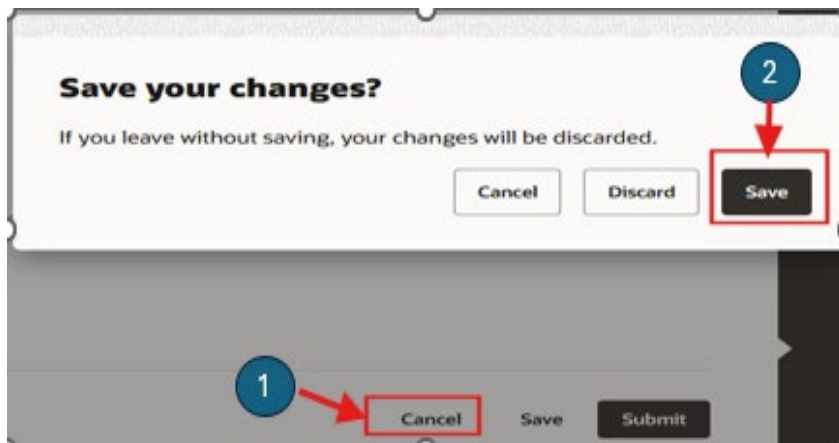 2
Save your changes?
If you leave without saving, your changes will be discarded.
Cancel Discard Save
1
Cancel Save Submit